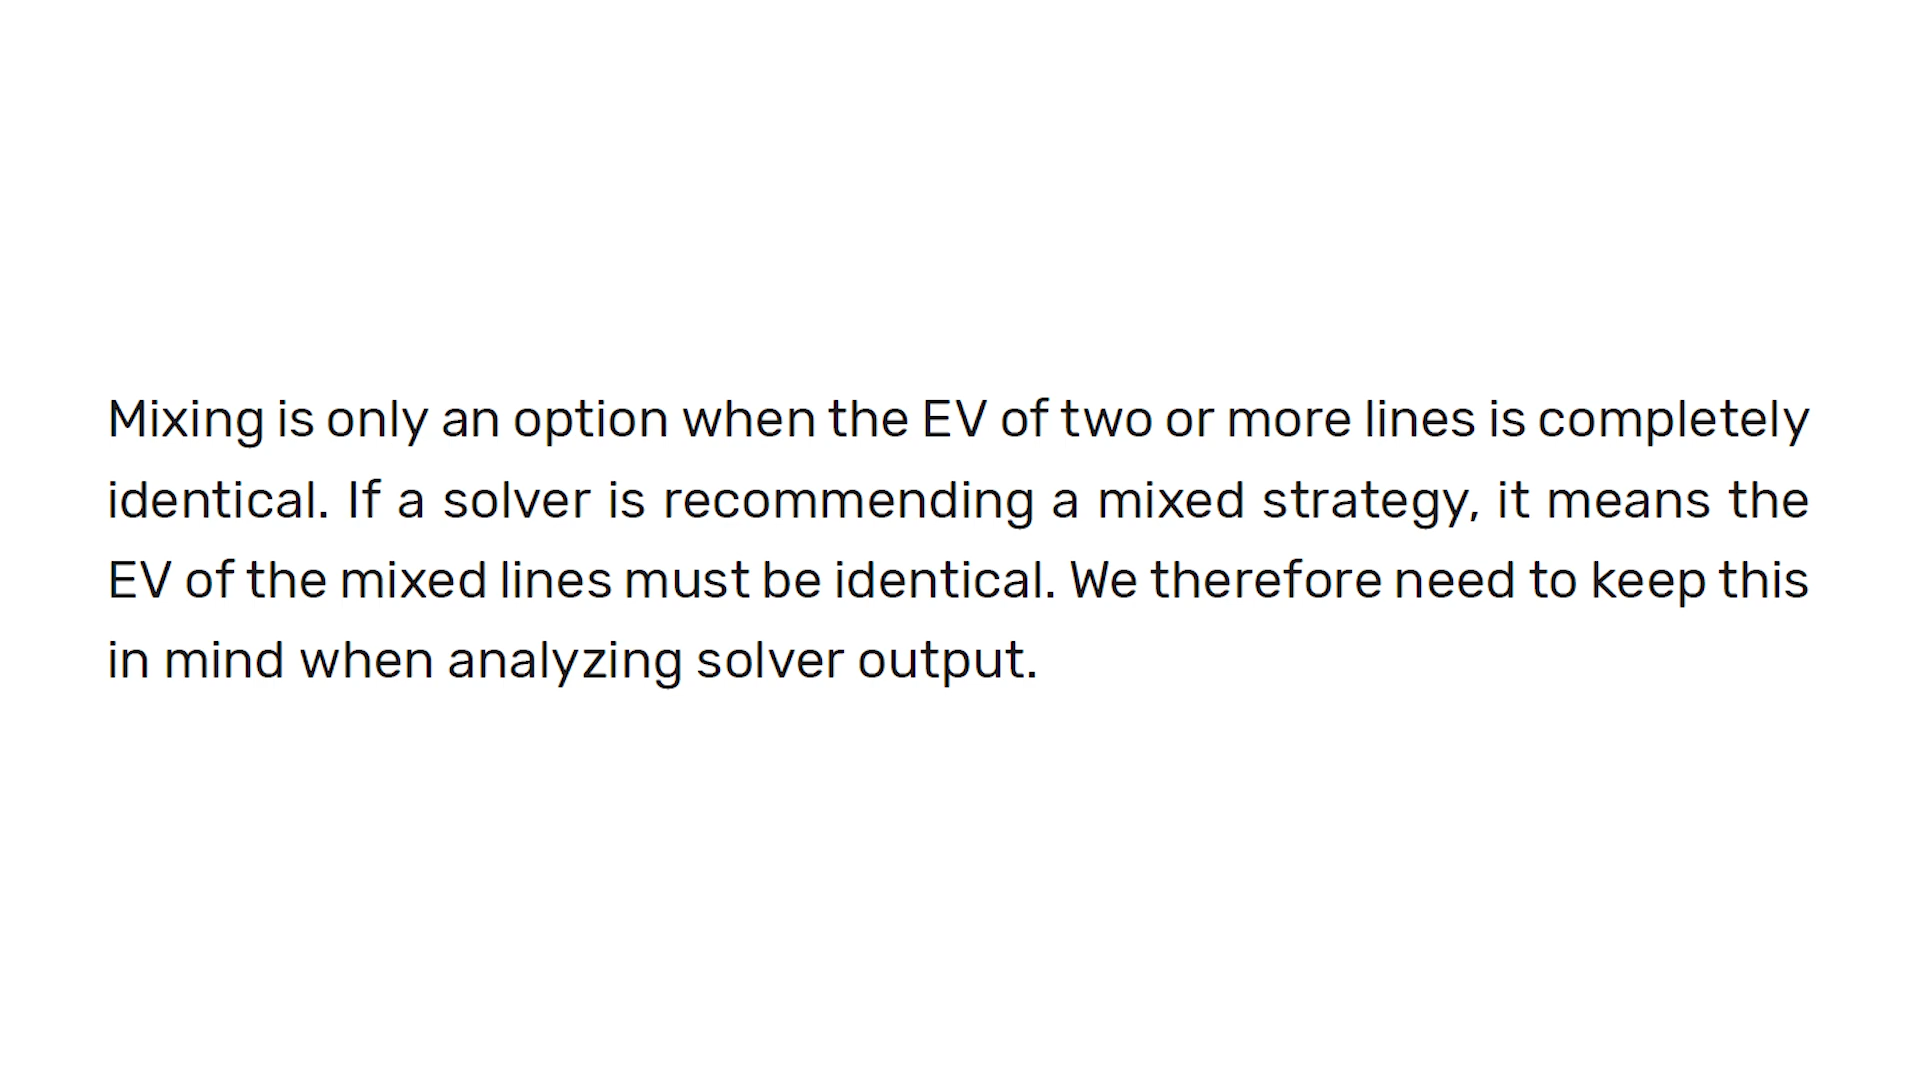 Mixing is only an option when the EV of two or more lines is completely
identical. If a solver is recommending a mixed strategy, it means the
EV of the mixed lines must be identical. We therefore need to keep this
in mind when analyzing solver output.